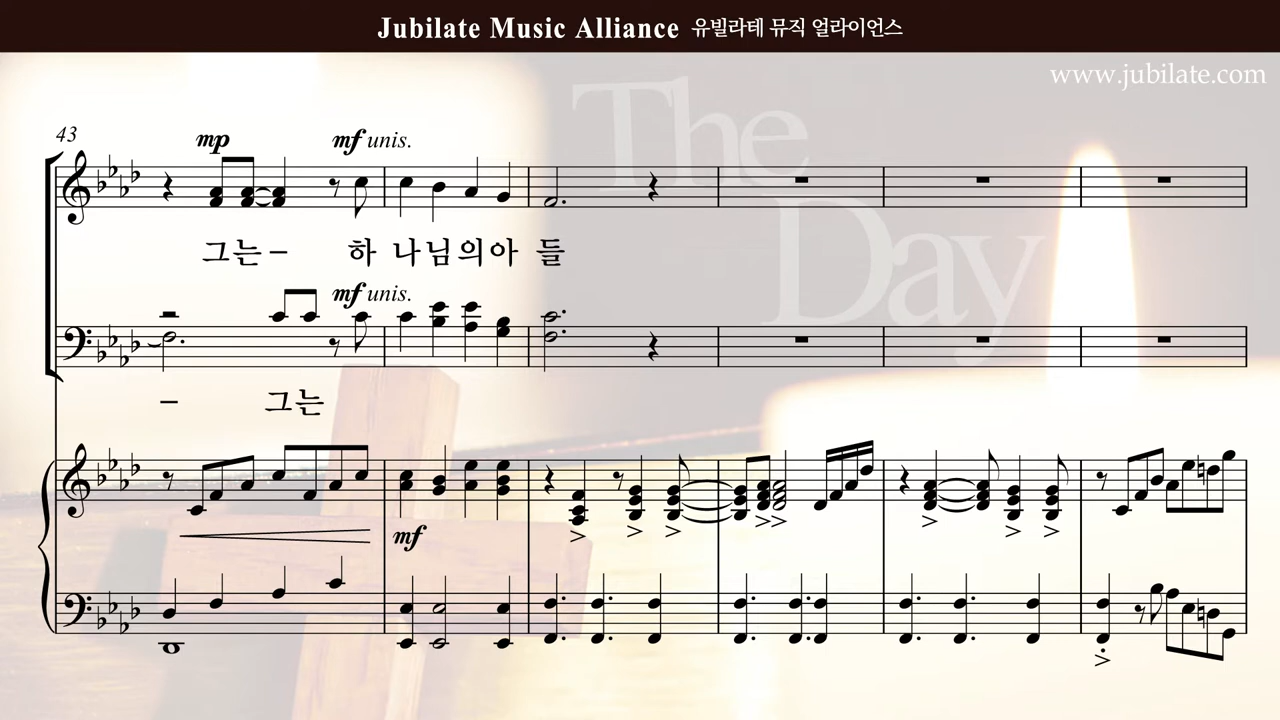 Jubilate Music Alliance 유빌라테 뮤직 얼라이언스
www.jubilate.com
The
Day
43
mp mf unis.
그는– 하 나님의아 들
mf unis.
– 그는
mf